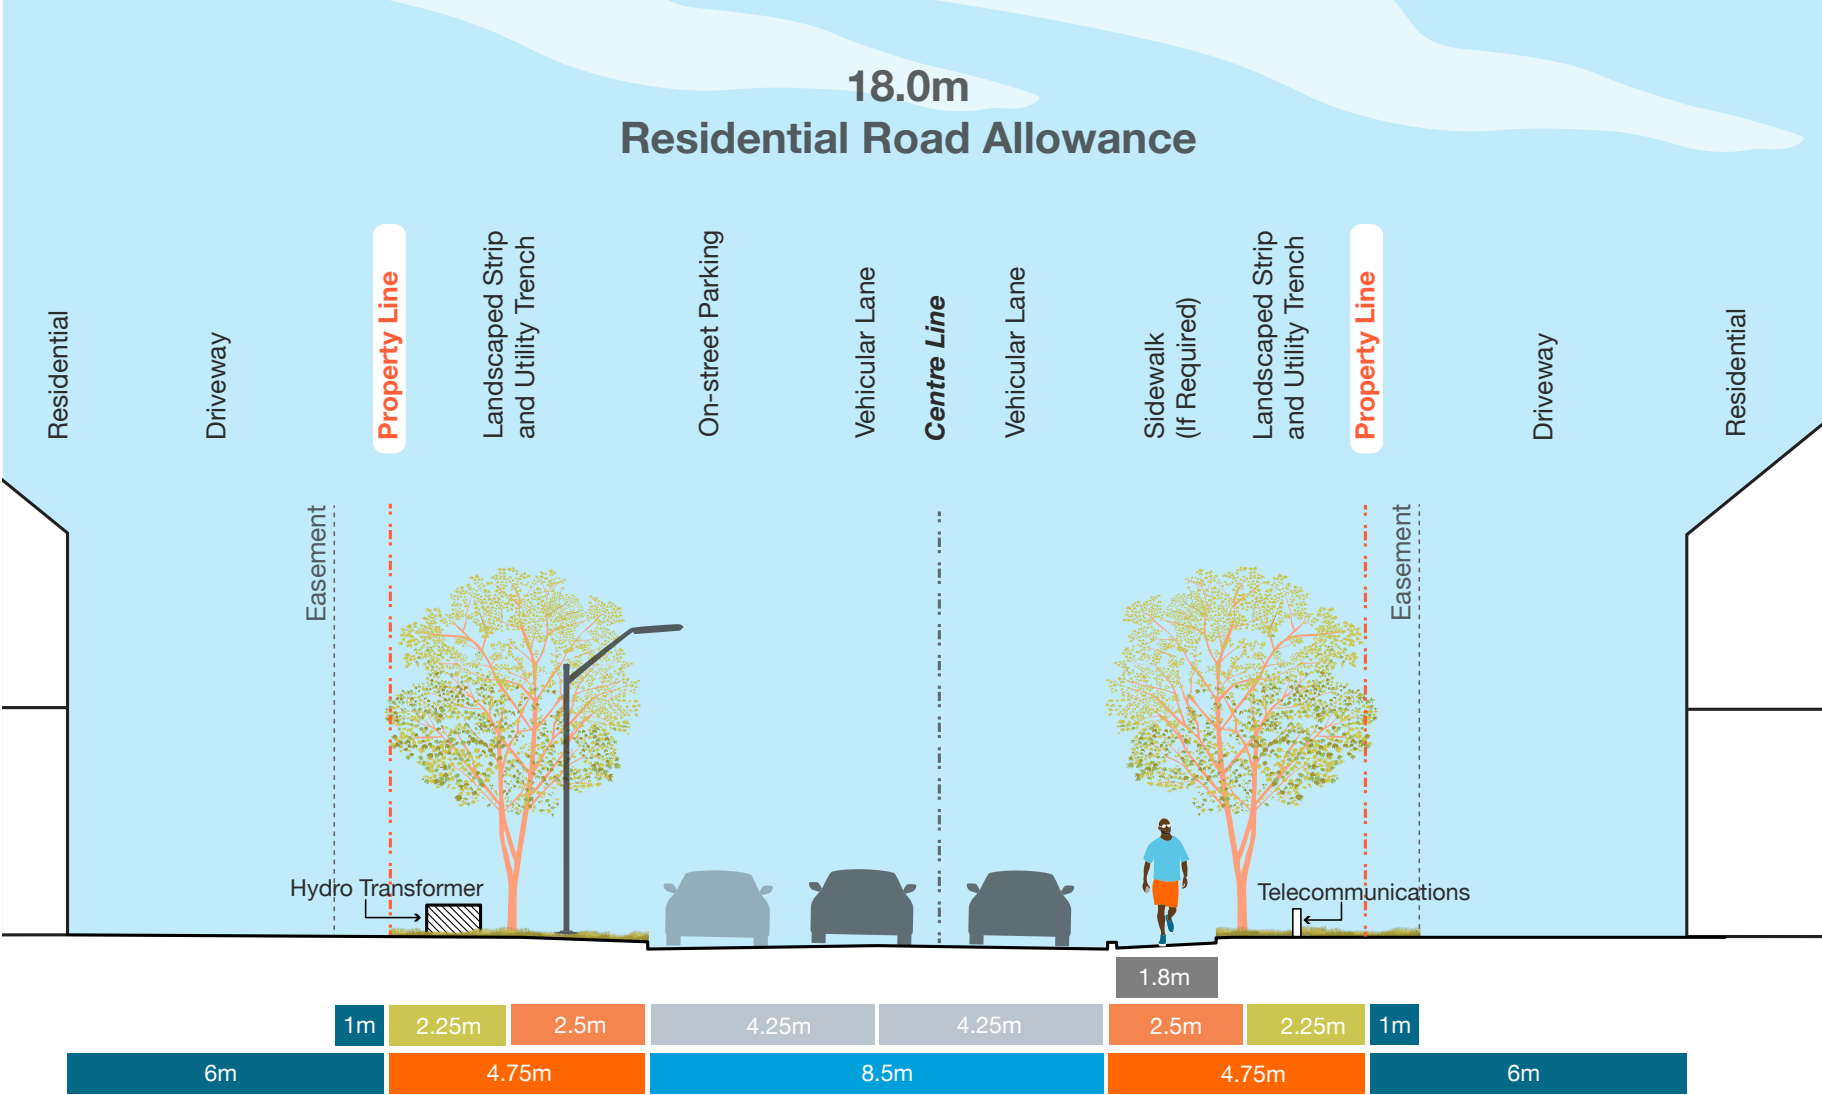 18.0m
Residential Road Allowance
Residential
Driveway
Property Line
Landscaped Strip
and Utility Trench
On-street Parking
Vehicular Lane
Centre Line
Vehicular Lane
Sidewalk
(If Required)
Landscaped Strip
and Utility Trench
Property Line
Driveway
Residential
Easement
Easement
Hydro Transformer
Telecommunications
1.8m
1m
2.25m
2.5m
4.25m
4.25m
2.5m
2.25m
1m
6m
4.75m
8.5m
4.75m
6m